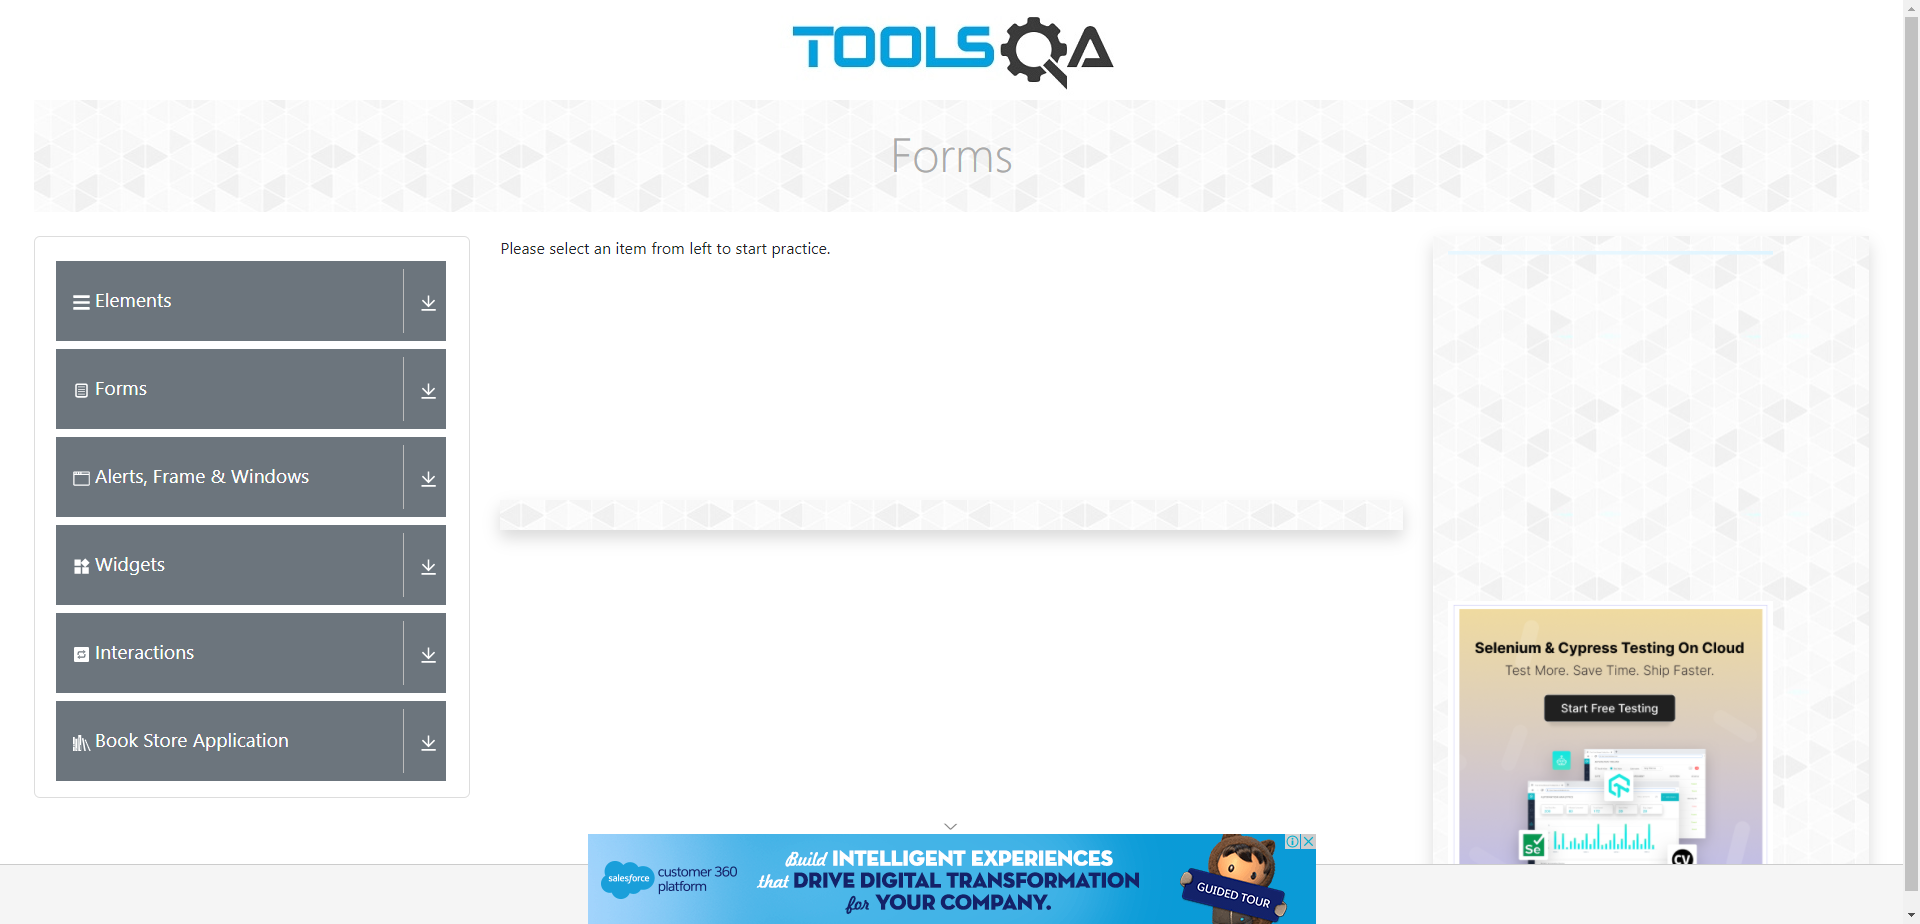 TOOLSQA
Forms
Elements
Forms
Alerts, Frame & Windows
Widgets
Interactions
Book Store Application
Please select an item from left to start practice.
Selenium & Cypress Testing On Cloud
Test More. Save Time. Ship Faster.
Start Free Testing
Se
CV
salesforce
customer 360
platform
Build INTELLIGENT EXPERIENCES
that DRIVE DIGITAL TRANSFORMATION
for YOUR COMPANY.
GUIDED TOUR